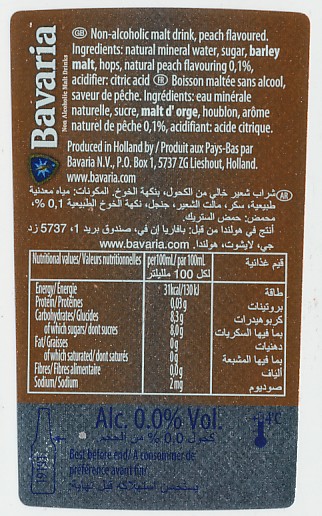 Bavaria
Non Alcoholic Malt Drinks
GB Non-alcoholic malt drink, peach flavoured.
Ingredients: natural mineral water, sugar, barley
malt, hops, natural peach flavouring 0,1%,
acidifier: citric acid FR Boisson maltée sans alcool,
saveur de pêche. Ingrédients: eau minérale
naturelle, sucre, malt d' orge, houblon, arôme
naturel de pêche 0,1%, acidifiant: acide citrique.
Produced in Holland by / Produit aux Pays-Bas par
Bavaria N.V., P.O. Box 1, 5737 ZG Lieshout, Holland.
www.bavaria.com
AR شراب شعير خالي من الكحول، بنكهة الخوخ. المكونات: مياه معدنية
طبيعية، سكر، مالت الشعير، جنجل، نكهة الخوخ الطبيعية 0,1 %،
محمض: حمض الستريك.
أنتج في هولندا من قبل: بافاريا إن في، صندوق بريد 1، 5737 زد
جي، لايشوت، هولندا. www.bavaria.com
Nutritional values/ Valeurs nutritionnelles per 100ml/ par 100ml. قيم غذائية
لكل 100 ملليلتر
Energy/Energie 31kcal/130kJ طاقة
Protein/Protéines 0,03g بروتينات
Carbohydrates/Glucides 8,3g كربوهيدرات
of which sugars/ dont sucres 8,0g بما فيها السكريات
Fat/Graisses 0g دهنيات
of which saturated/ dont saturés 0g بما فيها المشبعة
Fibres/Fibres alimentaire 0,0g ألياف
Sodium/Sodium 2mg صوديوم
Alc. 0.0% Vol.
كحول 0,0 % من الحجم
Best before end/ A consommer de
préférence avant fin: